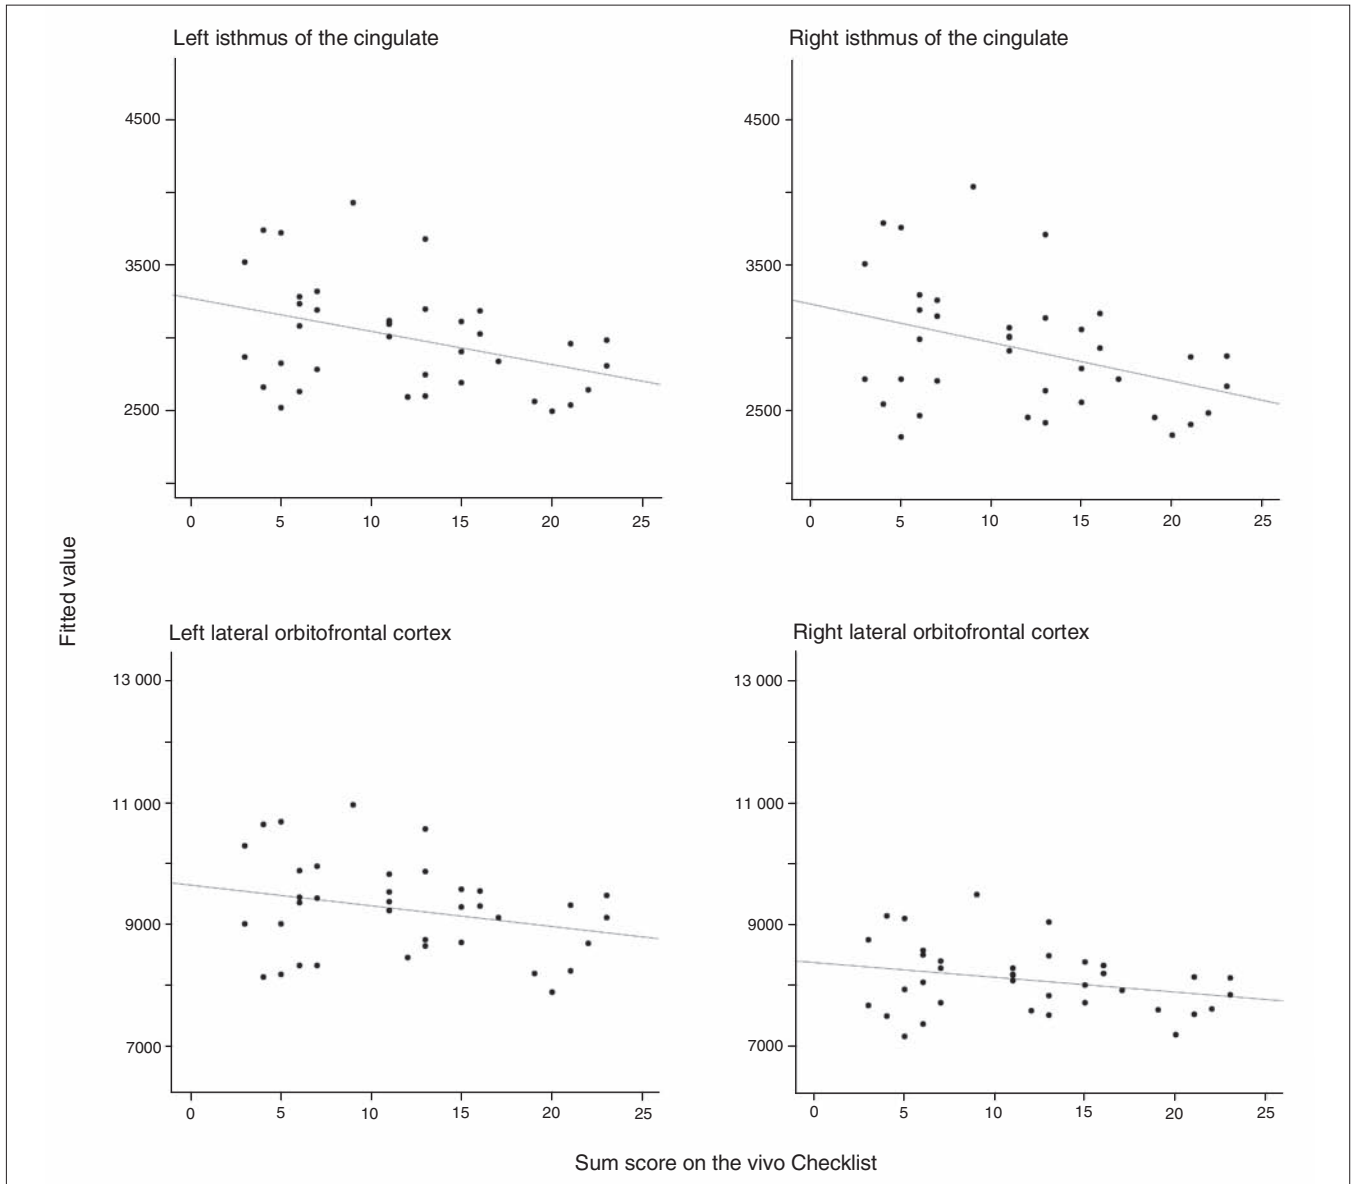 Left isthmus of the cingulate
4500
3500
2500
0 5 10 15 20 25
Right isthmus of the cingulate
4500
3500
2500
0 5 10 15 20 25
Fitted value
Left lateral orbitofrontal cortex
13 000
11 000
9000
7000
0 5 10 15 20 25
Right lateral orbitofrontal cortex
13 000
11 000
9000
7000
0 5 10 15 20 25
Sum score on the vivo Checklist